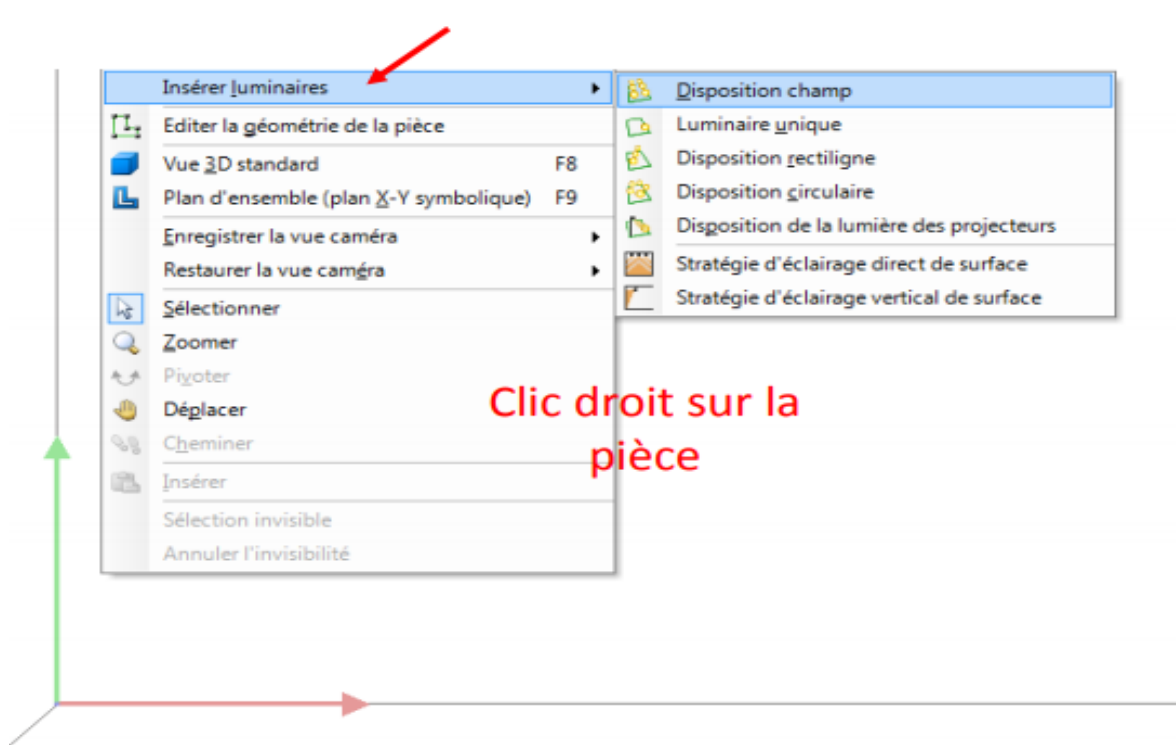 Insérer luminaires
Editer la géométrie de la pièce
Vue 3D standard F8
Plan d'ensemble (plan X-Y symbolique) F9
Enregistrer la vue caméra
Restaurer la vue caméra
Sélectionner
Zoomer
Pivoter
Déplacer
Cheminer
Insérer
Sélection invisible
Annuler l'invisibilité
Disposition champ
Luminaire unique
Disposition rectiligne
Disposition circulaire
Disposition de la lumière des projecteurs
Stratégie d'éclairage direct de surface
Stratégie d'éclairage vertical de surface
Clic droit sur la
pièce